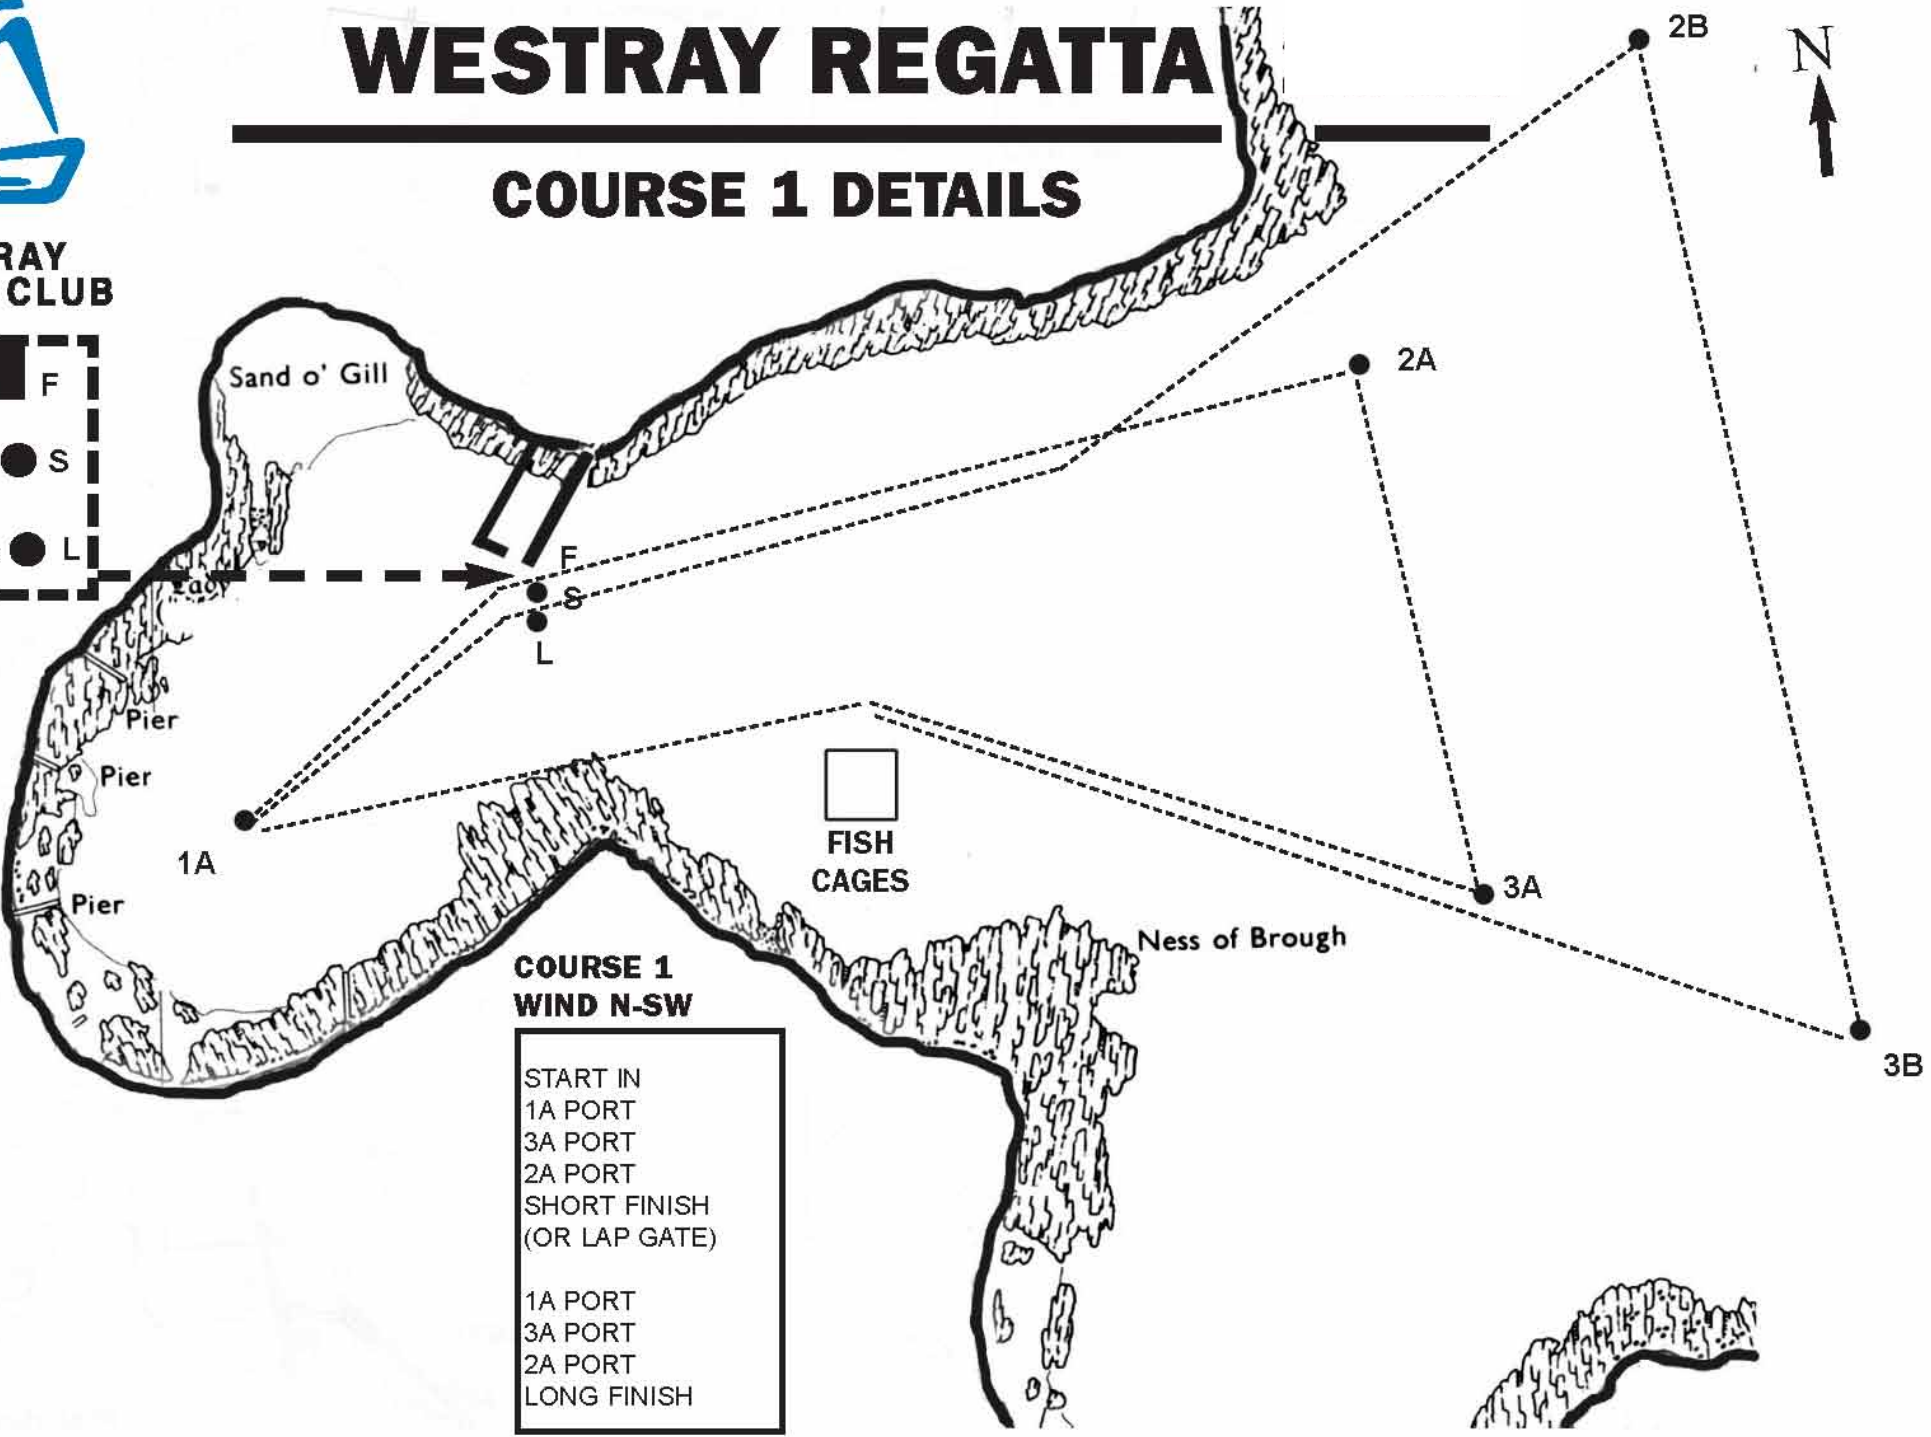 WESTRAY REGATTA
COURSE 1 DETAILS
N
2B
2A
RAY
CLUB
F
S
L
Sand o' Gill
F
S
L
Pier
Pier
Pier
1A
FISH
CAGES
3A
Ness of Brough
3B
COURSE 1
WIND N-SW
START IN
1A PORT
3A PORT
2A PORT
SHORT FINISH
(OR LAP GATE)
1A PORT
3A PORT
2A PORT
LONG FINISH